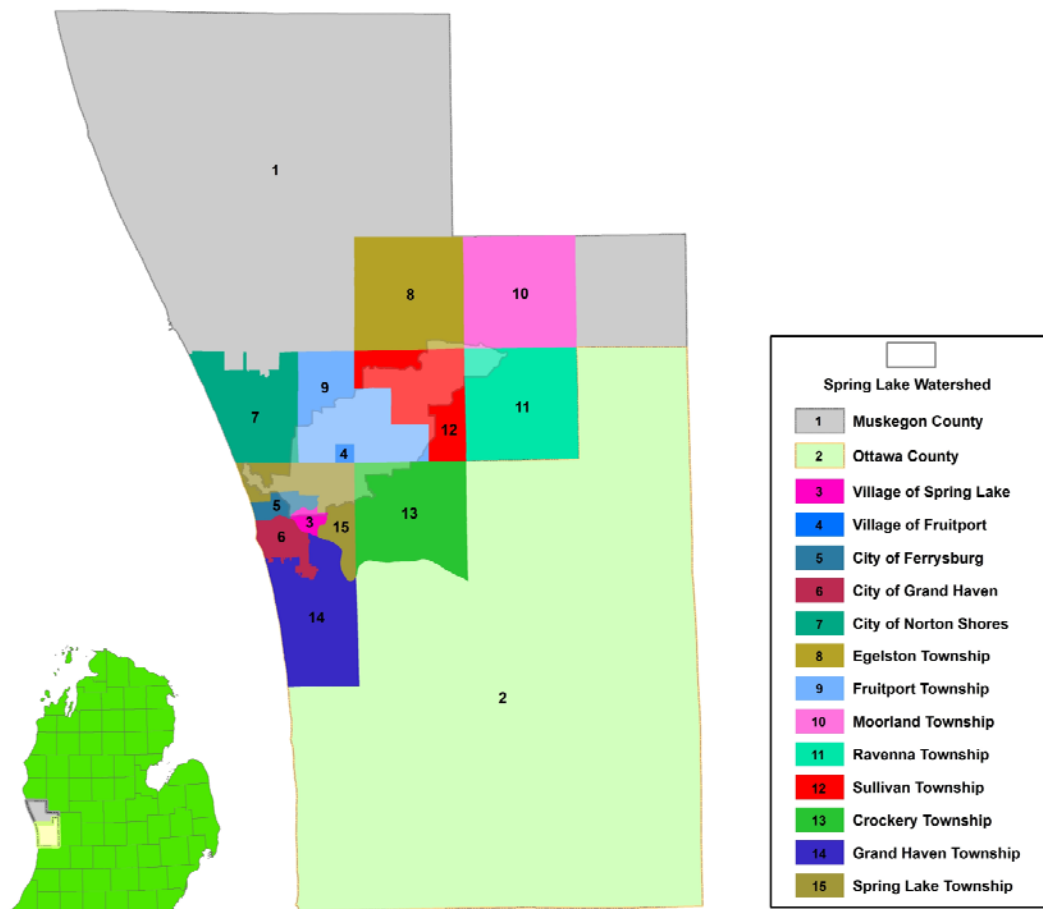 1
8
10
9
7
12
11
4
5
3
15
13
6
14
2
Spring Lake Watershed
1 Muskegon County
2 Ottawa County
3 Village of Spring Lake
4 Village of Fruitport
5 City of Ferrysburg
6 City of Grand Haven
7 City of Norton Shores
8 Egelston Township
9 Fruitport Township
10 Moorland Township
11 Ravenna Township
12 Sullivan Township
13 Crockery Township
14 Grand Haven Township
15 Spring Lake Township